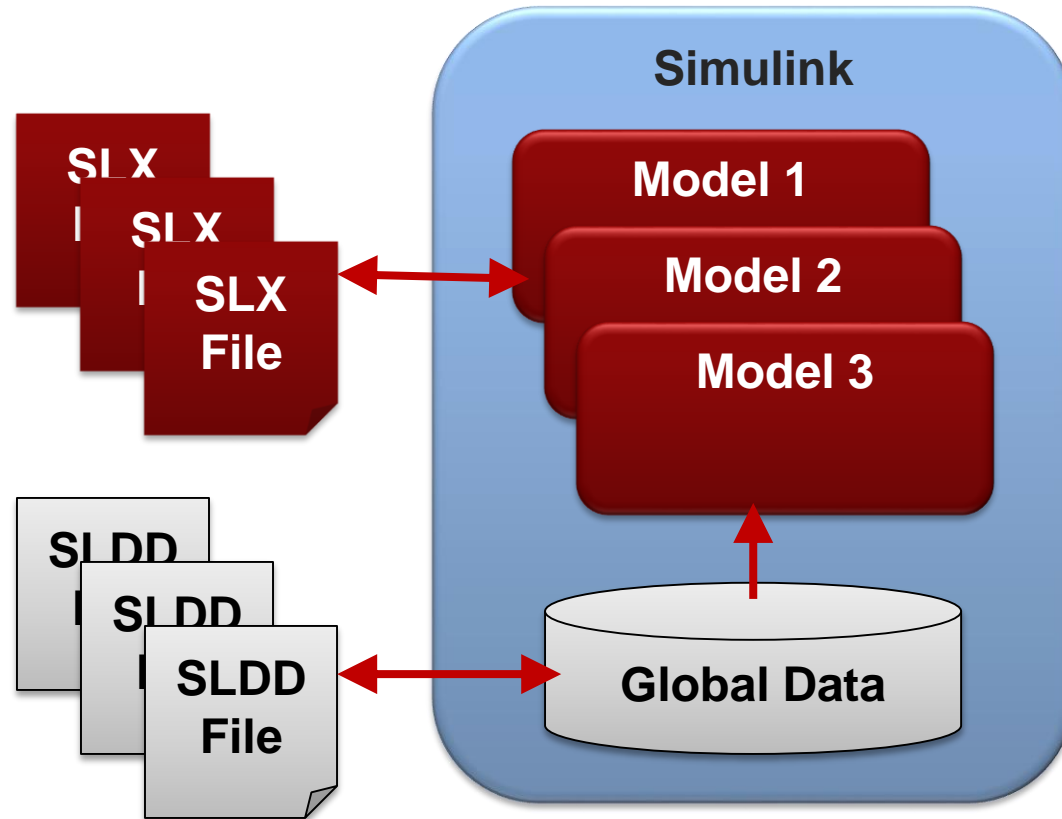 Simulink
SLX
SLX
SLX
File
Model 1
Model 2
Model 3
SLDD
SLDD
SLDD
File
Global Data